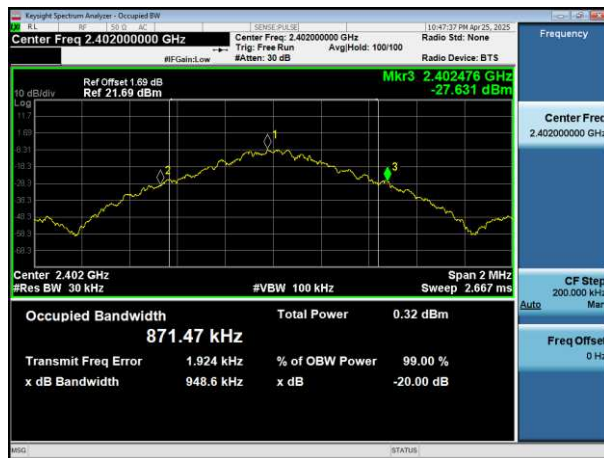 Keysight Spectrum Analyzer - Occupied BW
RL RF 50 Ω AC SENSE:PULSE 10:47:37 PM Apr 25, 2025
Center Freq 2.402000000 GHz Center Freq: 2.402000000 GHz Radio Std: None Frequency
Trig: Free Run Avg|Hold: 100/100
#IFGain:Low #Atten: 30 dB Radio Device: BTS
Ref Offset 1.69 dB Mkr3 2.402476 GHz
10 dB/div Ref 21.69 dBm -27.631 dBm
Log
11.7
1.69
-8.31
-18.3
-28.3
-38.3
-48.3
-58.3
-68.3
1
2
3
Center Freq
2.402000000 GHz
Center 2.402 GHz Span 2 MHz
#Res BW 30 kHz #VBW 100 kHz Sweep 2.667 ms
CF Step
200.000 kHz
Auto Man
Occupied Bandwidth Total Power 0.32 dBm
871.47 kHz
Transmit Freq Error 1.924 kHz % of OBW Power 99.00 %
x dB Bandwidth 948.6 kHz x dB -20.00 dB
Freq Offset
0 Hz
MSG STATUS